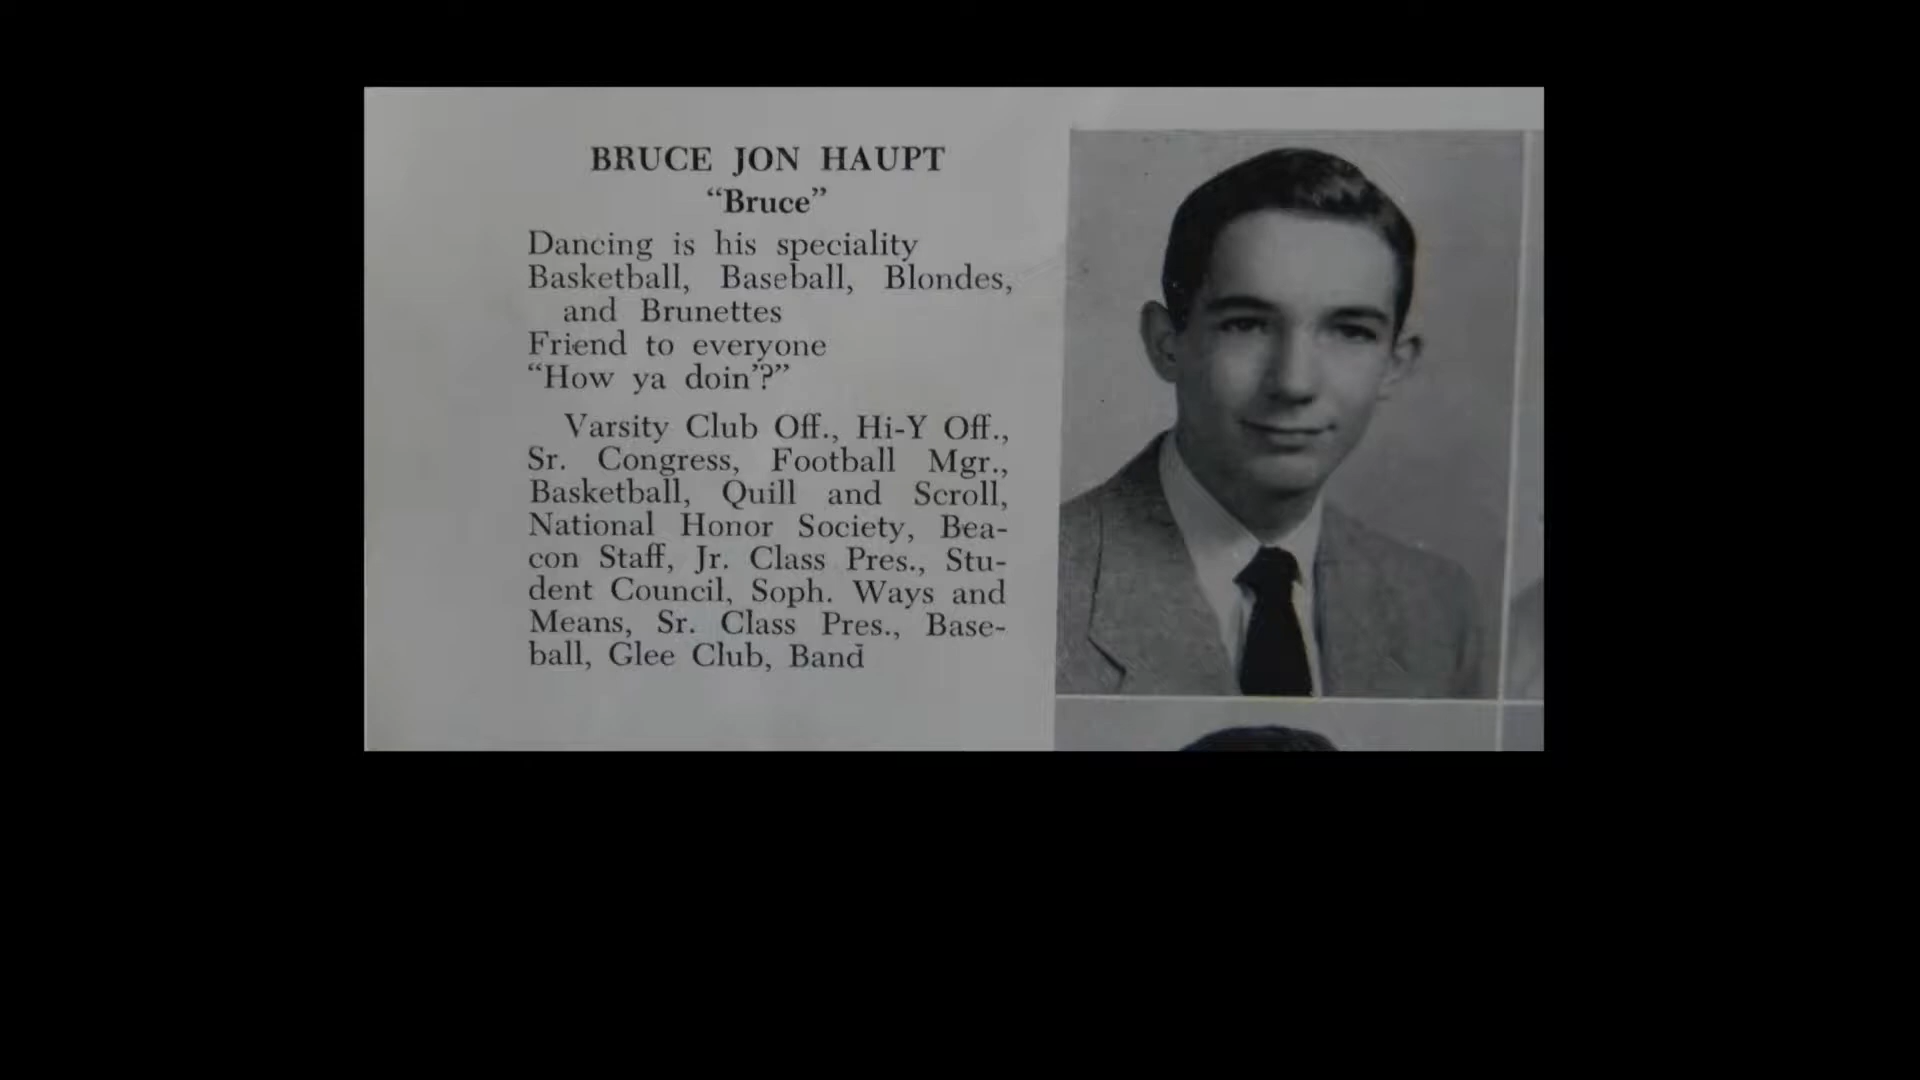 BRUCE JON HAUPT
“Bruce”
Dancing is his speciality
Basketball, Baseball, Blondes,
and Brunettes
Friend to everyone
“How ya doin’?”
Varsity Club Off., Hi-Y Off.,
Sr. Congress, Football Mgr.,
Basketball, Quill and Scroll,
National Honor Society, Bea-
con Staff, Jr. Class Pres., Stu-
dent Council, Soph. Ways and
Means, Sr. Class Pres., Base-
ball, Glee Club, Band